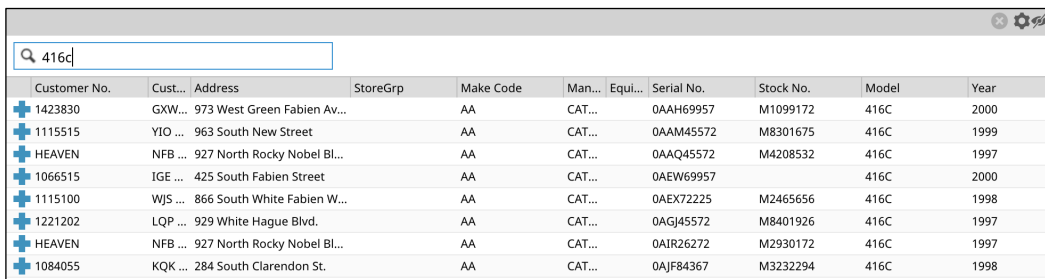 416c
Customer No. Cust... Address StoreGrp Make Code Man... Equi... Serial No. Stock No. Model Year
1423830 GXW... 973 West Green Fabien Av... AA CAT... 0AAH69957 M1099172 416C 2000
1115515 YIO ... 963 South New Street AA CAT... 0AAM45572 M8301675 416C 1999
HEAVEN NFB ... 927 North Rocky Nobel Bl... AA CAT... 0AAQ45572 M4208532 416C 1997
1066515 IGE ... 425 South Fabien Street AA CAT... 0AEW69957 416C 2000
1115100 WJS ... 866 South White Fabien W... AA CAT... 0AEX72225 M2465656 416C 1998
1221202 LQP ... 929 White Hague Blvd. AA CAT... 0AGJ45572 M8401926 416C 1997
HEAVEN NFB ... 927 North Rocky Nobel Bl... AA CAT... 0AIR26272 M2930172 416C 1997
1084055 KQK ... 284 South Clarendon St. AA CAT... 0AJF84367 M3232294 416C 1998